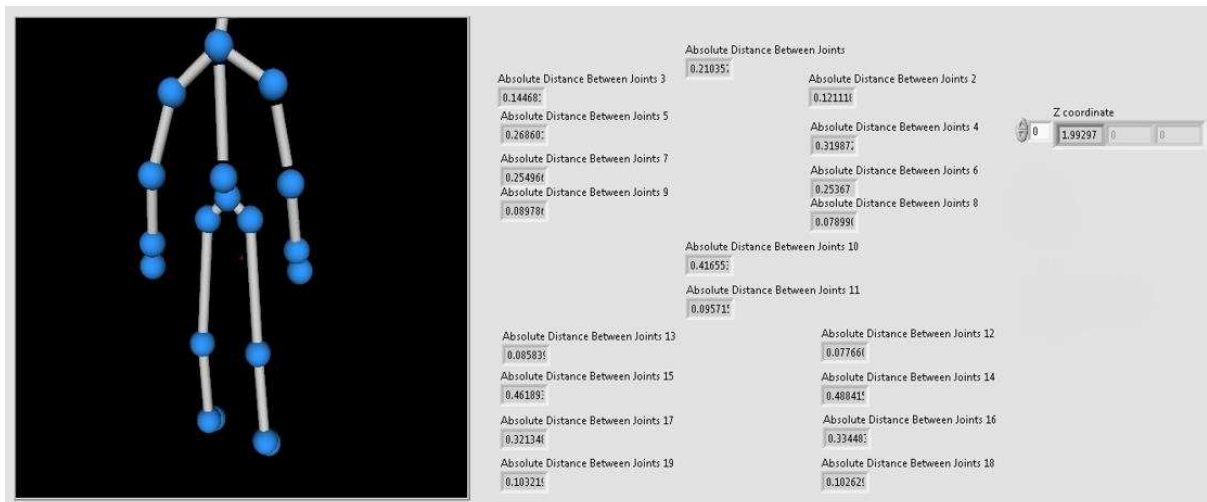 Absolute Distance Between Joints
0.21035
Absolute Distance Between Joints 3
0.14468
Absolute Distance Between Joints 2
0.12111
Absolute Distance Between Joints 5
0.26860
Absolute Distance Between Joints 4
0.31987
Z coordinate
0 1.99297 0 0
Absolute Distance Between Joints 7
0.25496
Absolute Distance Between Joints 6
0.25367
Absolute Distance Between Joints 9
0.08978
Absolute Distance Between Joints 8
0.07899
Absolute Distance Between Joints 10
0.41655
Absolute Distance Between Joints 11
0.09571
Absolute Distance Between Joints 13
0.08583
Absolute Distance Between Joints 12
0.07766
Absolute Distance Between Joints 15
0.46189
Absolute Distance Between Joints 14
0.48841
Absolute Distance Between Joints 17
0.32134
Absolute Distance Between Joints 16
0.33448
Absolute Distance Between Joints 19
0.10321
Absolute Distance Between Joints 18
0.10262